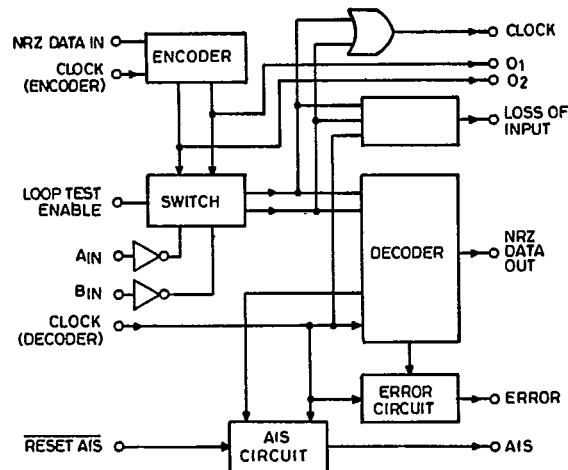 CLOCK
NRZ DATA IN
ENCODER
CLOCK
(ENCODER)
O1
O2
LOSS OF
INPUT
LOOP TEST
ENABLE
SWITCH
DECODER
AIN
NRZ
DATA
OUT
BIN
CLOCK
(DECODER)
ERROR
CIRCUIT
ERROR
RESET AIS
AIS
CIRCUIT
AIS